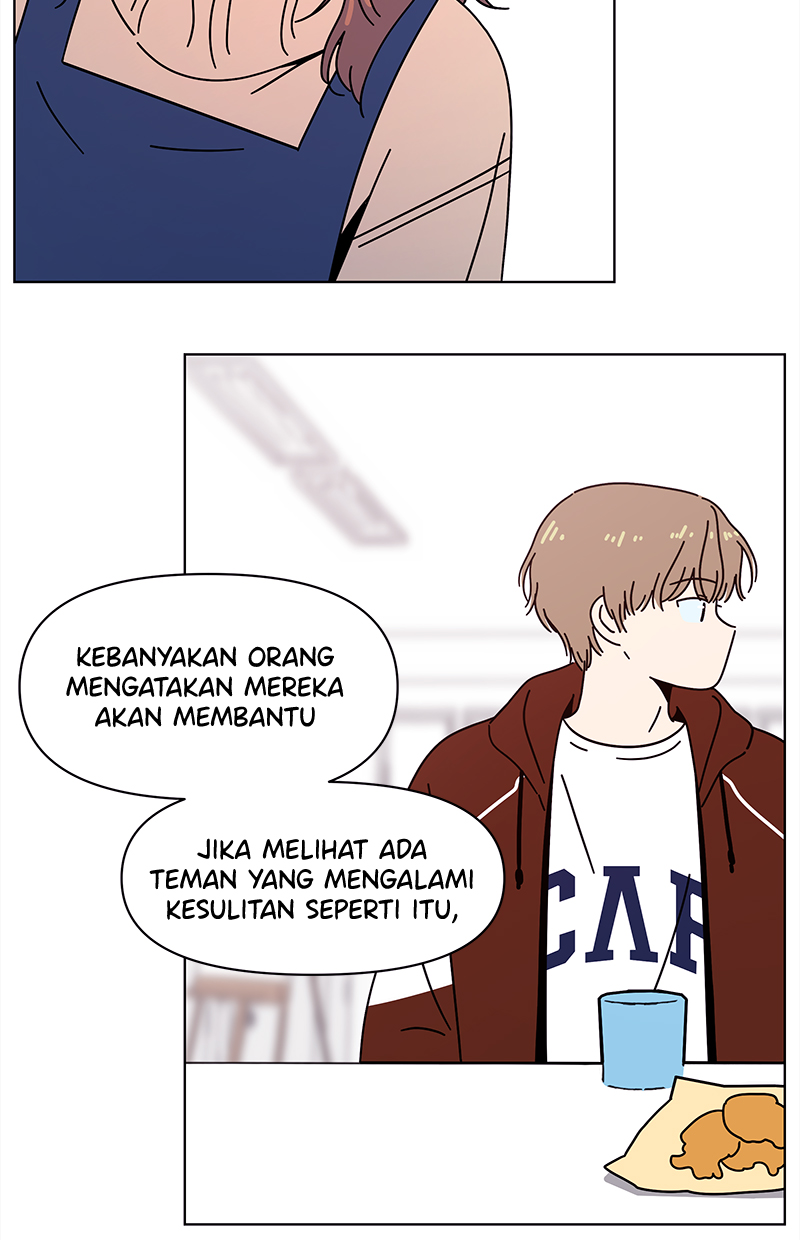 KEBANYAKAN ORANG
MENGATAKAN MEREKA
AKAN MEMBANTU
JIKA MELIHAT ADA
TEMAN YANG MENGALAMI
KESULITAN SEPERTI ITU,